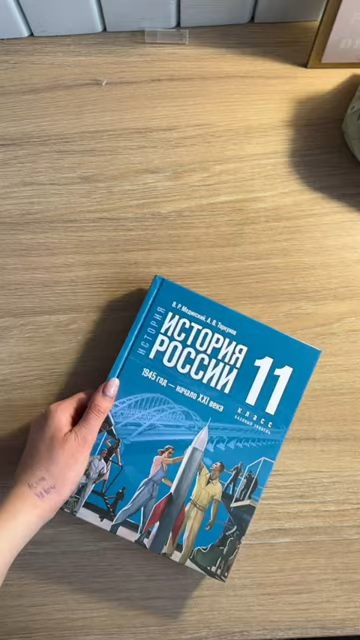 В. Р. Мединский, А. В. Торкунов
ИСТОРИЯ
ИСТОРИЯ
РОССИИ
1945 год — начало XXI века
11
КЛАСС
БАЗОВЫЙ УРОВЕНЬ